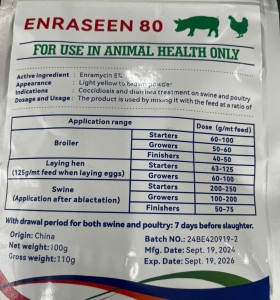 ENRASEEN 80
FOR USE IN ANIMAL HEALTH ONLY
Active ingredient : Enramycin 8%
Appearance : Light yellow to brown powder
Indications : Coccidiosis and diarrhea treatment on swine and poultry
Dosage and Usage : The product is used by mixing it with the feed at a ratio of
Application range Dose (g/mt feed)
Broiler Starters 60-100
Growers 50-60
Finishers 40-50
Laying hen (125g/mt feed when laying eggs) Starters 63-125
Growers 60-100
Swine (Application after ablactation) Starters 200-250
Growers 100-200
Finishers 50-75
With drawal period for both swine and poultry: 7 days before slaughter.
Origin: China Batch NO.: 24BE420919-2
Net weight:100g Mfg. Date: Sept. 19, 2024
Gross weight:110g Exp. Date: Sept. 19, 2026